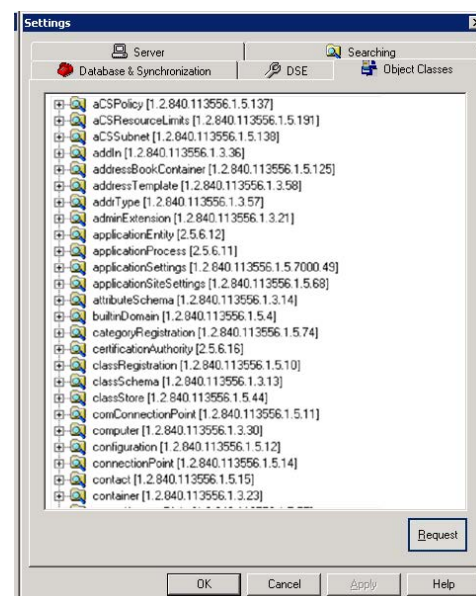 Settings
Server
Searching
Database & Synchronization
DSE
Object Classes
aCSPolicy [1.2.840.113556.1.5.137]
aCSResourceLimits [1.2.840.113556.1.5.191]
aCSSubnet [1.2.840.113556.1.5.138]
addIn [1.2.840.113556.1.3.36]
addressBookContainer [1.2.840.113556.1.5.125]
addressTemplate [1.2.840.113556.1.3.58]
addrType [1.2.840.113556.1.3.57]
adminExtension [1.2.840.113556.1.3.21]
applicationEntity [2.5.6.12]
applicationProcess [2.5.6.11]
applicationSettings [1.2.840.113556.1.5.7000.49]
applicationSiteSettings [1.2.840.113556.1.5.68]
attributeSchema [1.2.840.113556.1.3.14]
builtinDomain [1.2.840.113556.1.5.4]
categoryRegistration [1.2.840.113556.1.5.74]
certificationAuthority [2.5.6.16]
classRegistration [1.2.840.113556.1.5.10]
classSchema [1.2.840.113556.1.3.13]
classStore [1.2.840.113556.1.5.44]
comConnectionPoint [1.2.840.113556.1.5.11]
computer [1.2.840.113556.1.3.30]
configuration [1.2.840.113556.1.5.12]
connectionPoint [1.2.840.113556.1.5.14]
contact [1.2.840.113556.1.5.15]
container [1.2.840.113556.1.3.23]
Request
OK
Cancel
Apply
Help